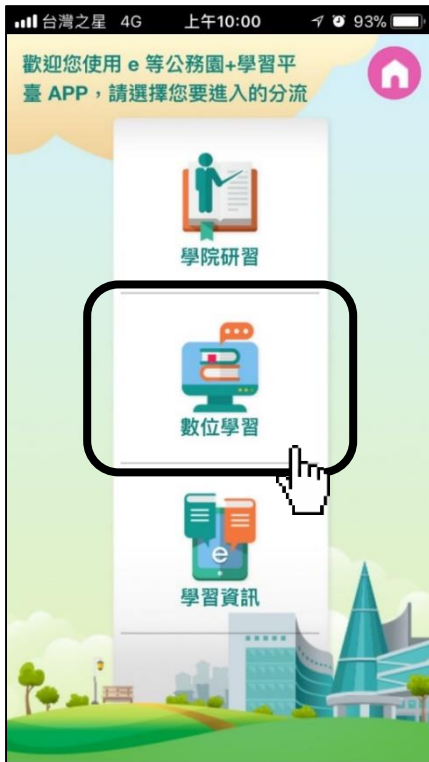 台灣之星 4G 上午10:00 93%
歡迎您使用 e 等公務園+學習平
臺 APP，請選擇您要進入的分流
學院研習
數位學習
e
學習資訊